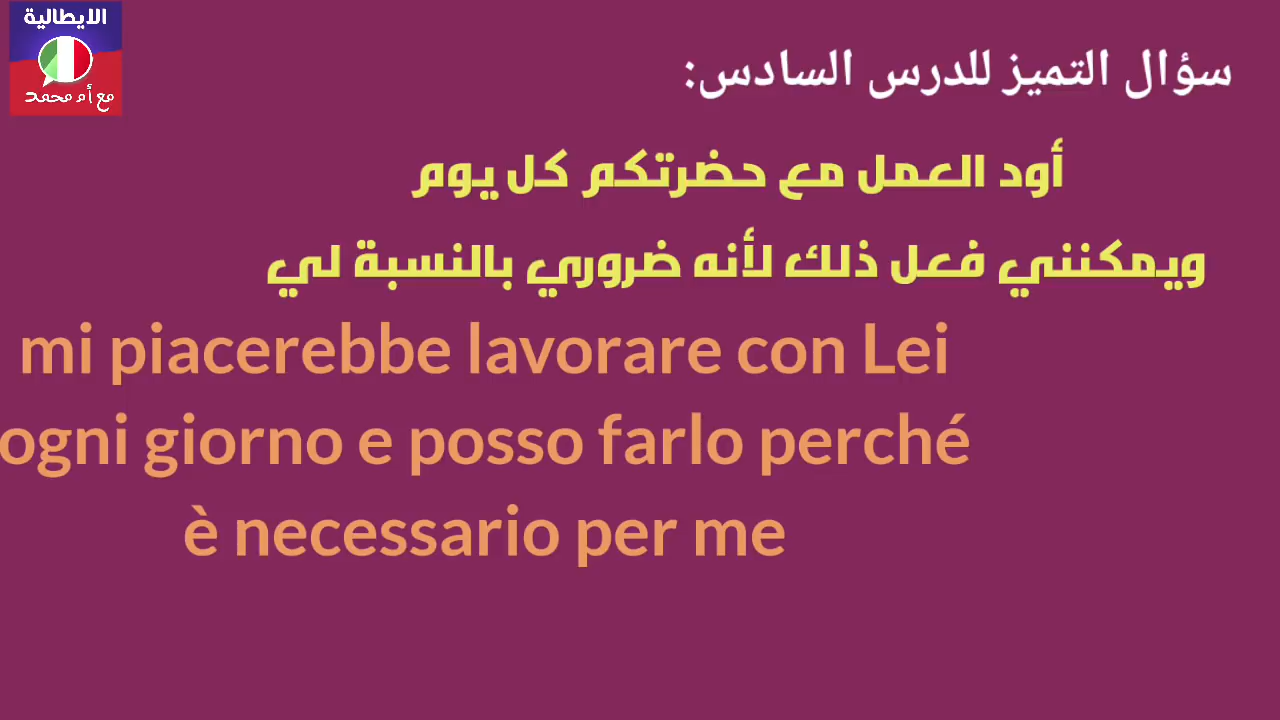 الايطالية
مع أم محمد
سؤال التميز للدرس السادس:
أود العمل مع حضرتكم كل يوم
ويمكنني فعل ذلك لأنه ضروري بالنسبة لي
mi piacerebbe lavorare con Lei
ogni giorno e posso farlo perché
è necessario per me